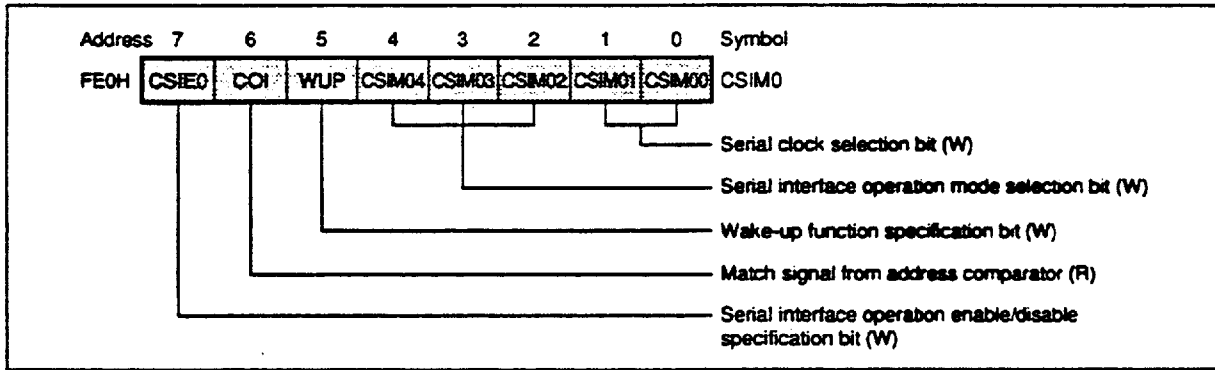 Address 7 6 5 4 3 2 1 0 Symbol
FE0H CSIE0 COI WUP CSIM04 CSIM03 CSIM02 CSIM01 CSIM00 CSIM0
Serial clock selection bit (W)
Serial interface operation mode selection bit (W)
Wake-up function specification bit (W)
Match signal from address comparator (R)
Serial interface operation enable/disable
specification bit (W)